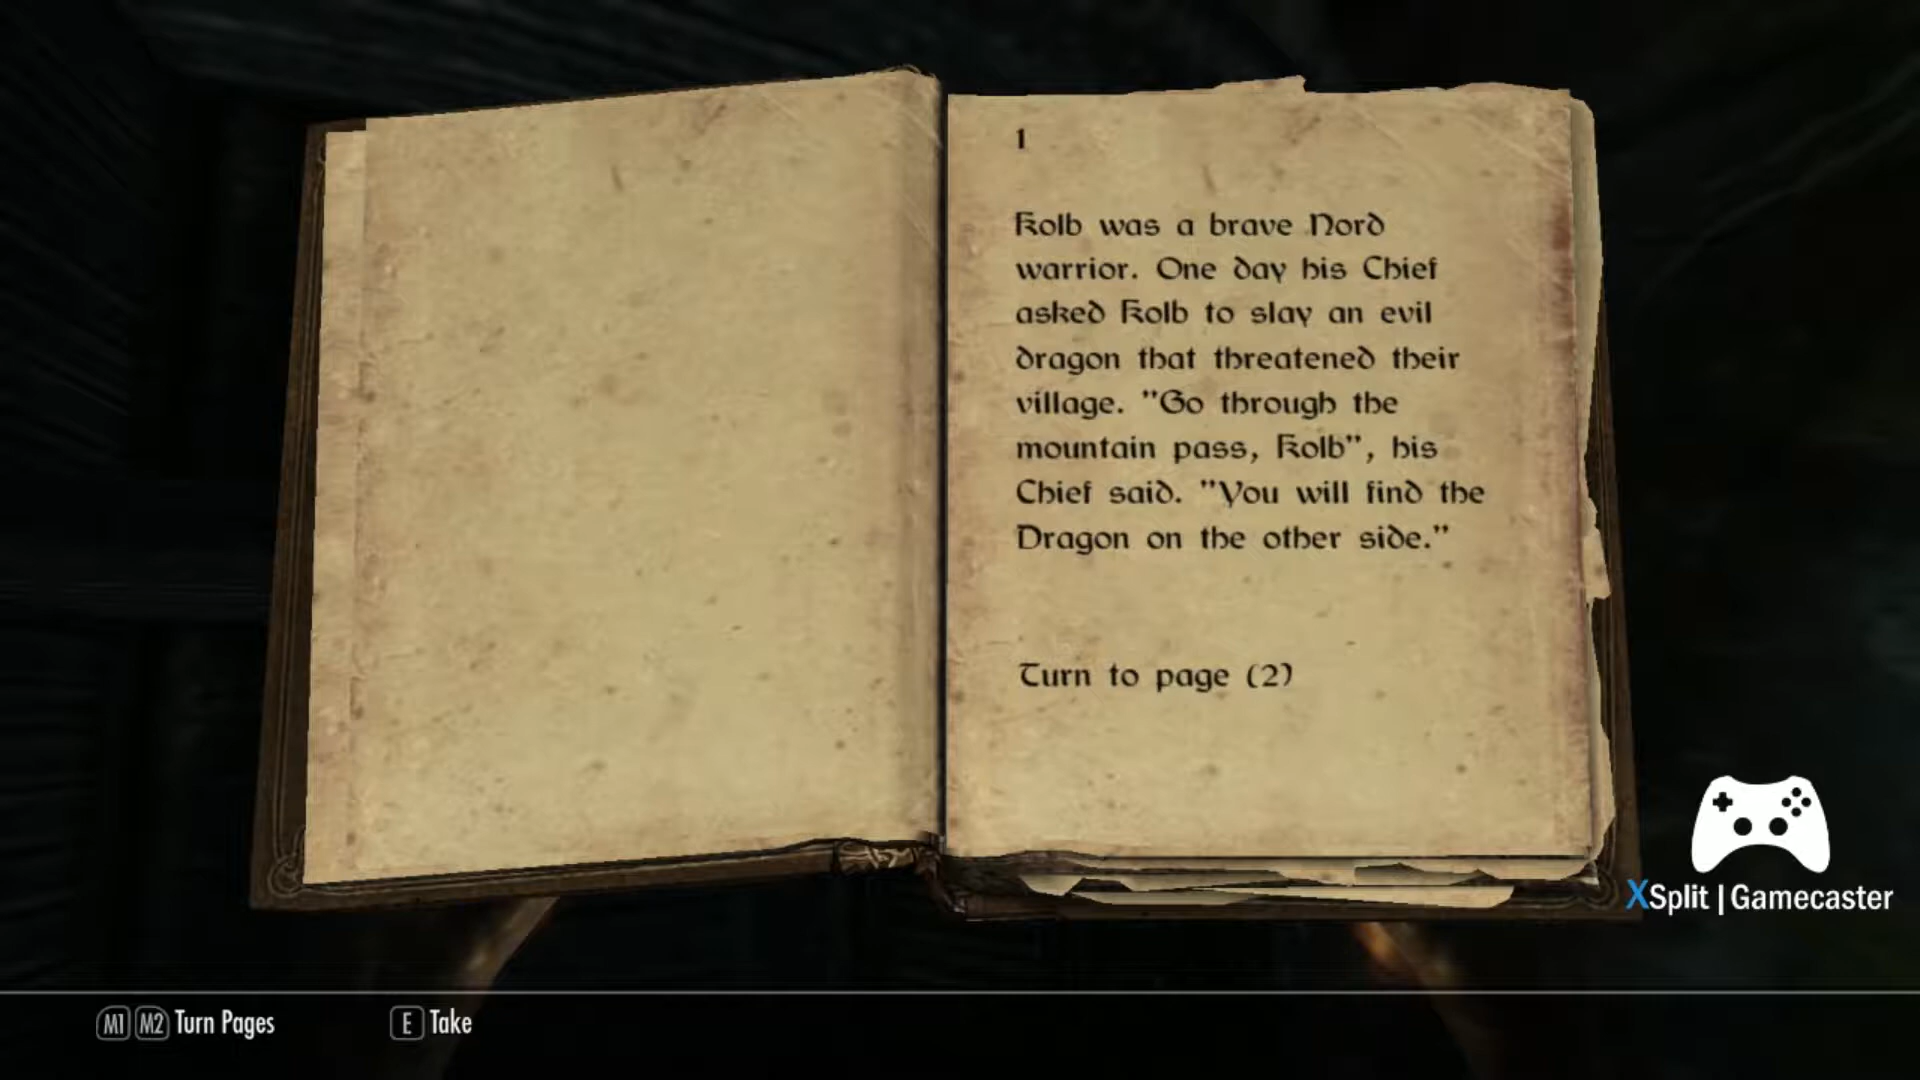 1
Kolb was a brave Nord
warrior. One day his Chief
asked Kolb to slay an evil
dragon that threatened their
village. "Go through the
mountain pass, Kolb", his
Chief said. "You will find the
Dragon on the other side."
Turn to page (2)
XSplit | Gamecaster
M1 M2 Turn Pages
E Take